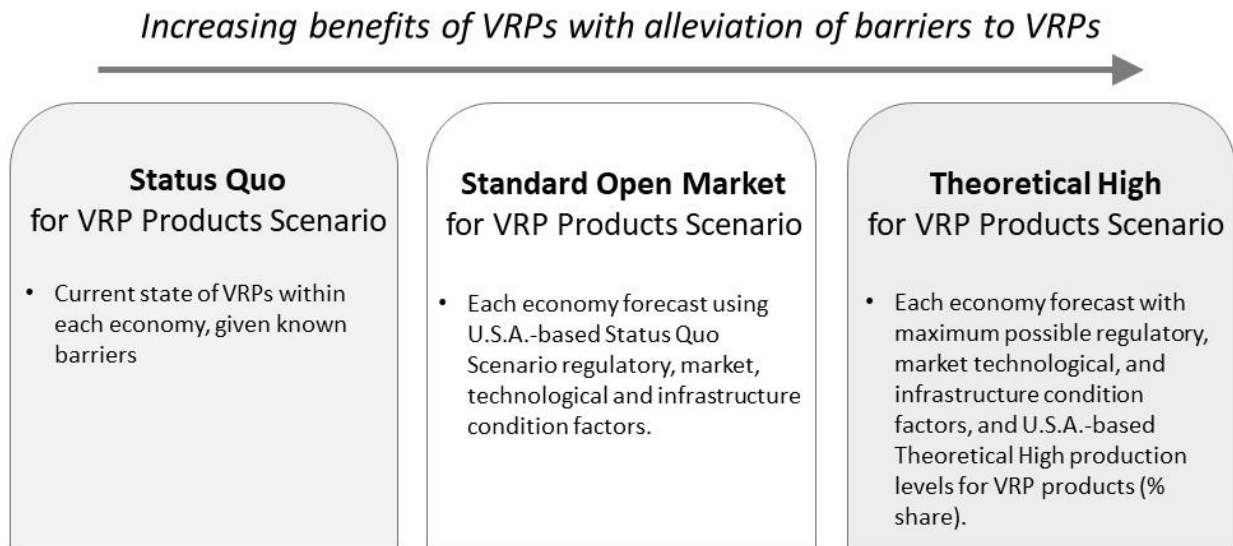 Increasing benefits of VRPs with alleviation of barriers to VRPs
Status Quo
for VRP Products Scenario
• Current state of VRPs within
each economy, given known
barriers
Standard Open Market
for VRP Products Scenario
• Each economy forecast using
U.S.A.-based Status Quo
Scenario regulatory, market,
technological and infrastructure
condition factors.
Theoretical High
for VRP Products Scenario
• Each economy forecast with
maximum possible regulatory,
market technological, and
infrastructure condition
factors, and U.S.A.-based
Theoretical High production
levels for VRP products (%
share).